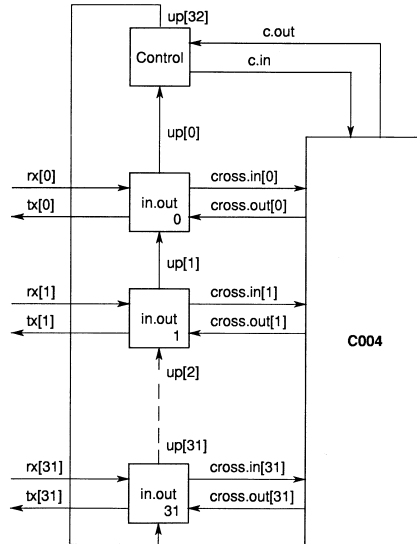 up[32]
c.out
Control
c.in
up[0]
rx[0]
cross.in[0]
in.out
tx[0]
cross.out[0]
0
up[1]
rx[1]
cross.in[1]
in.out
tx[1]
cross.out[1]
1
C004
up[2]
up[31]
rx[31]
cross.in[31]
in.out
tx[31]
cross.out[31]
31